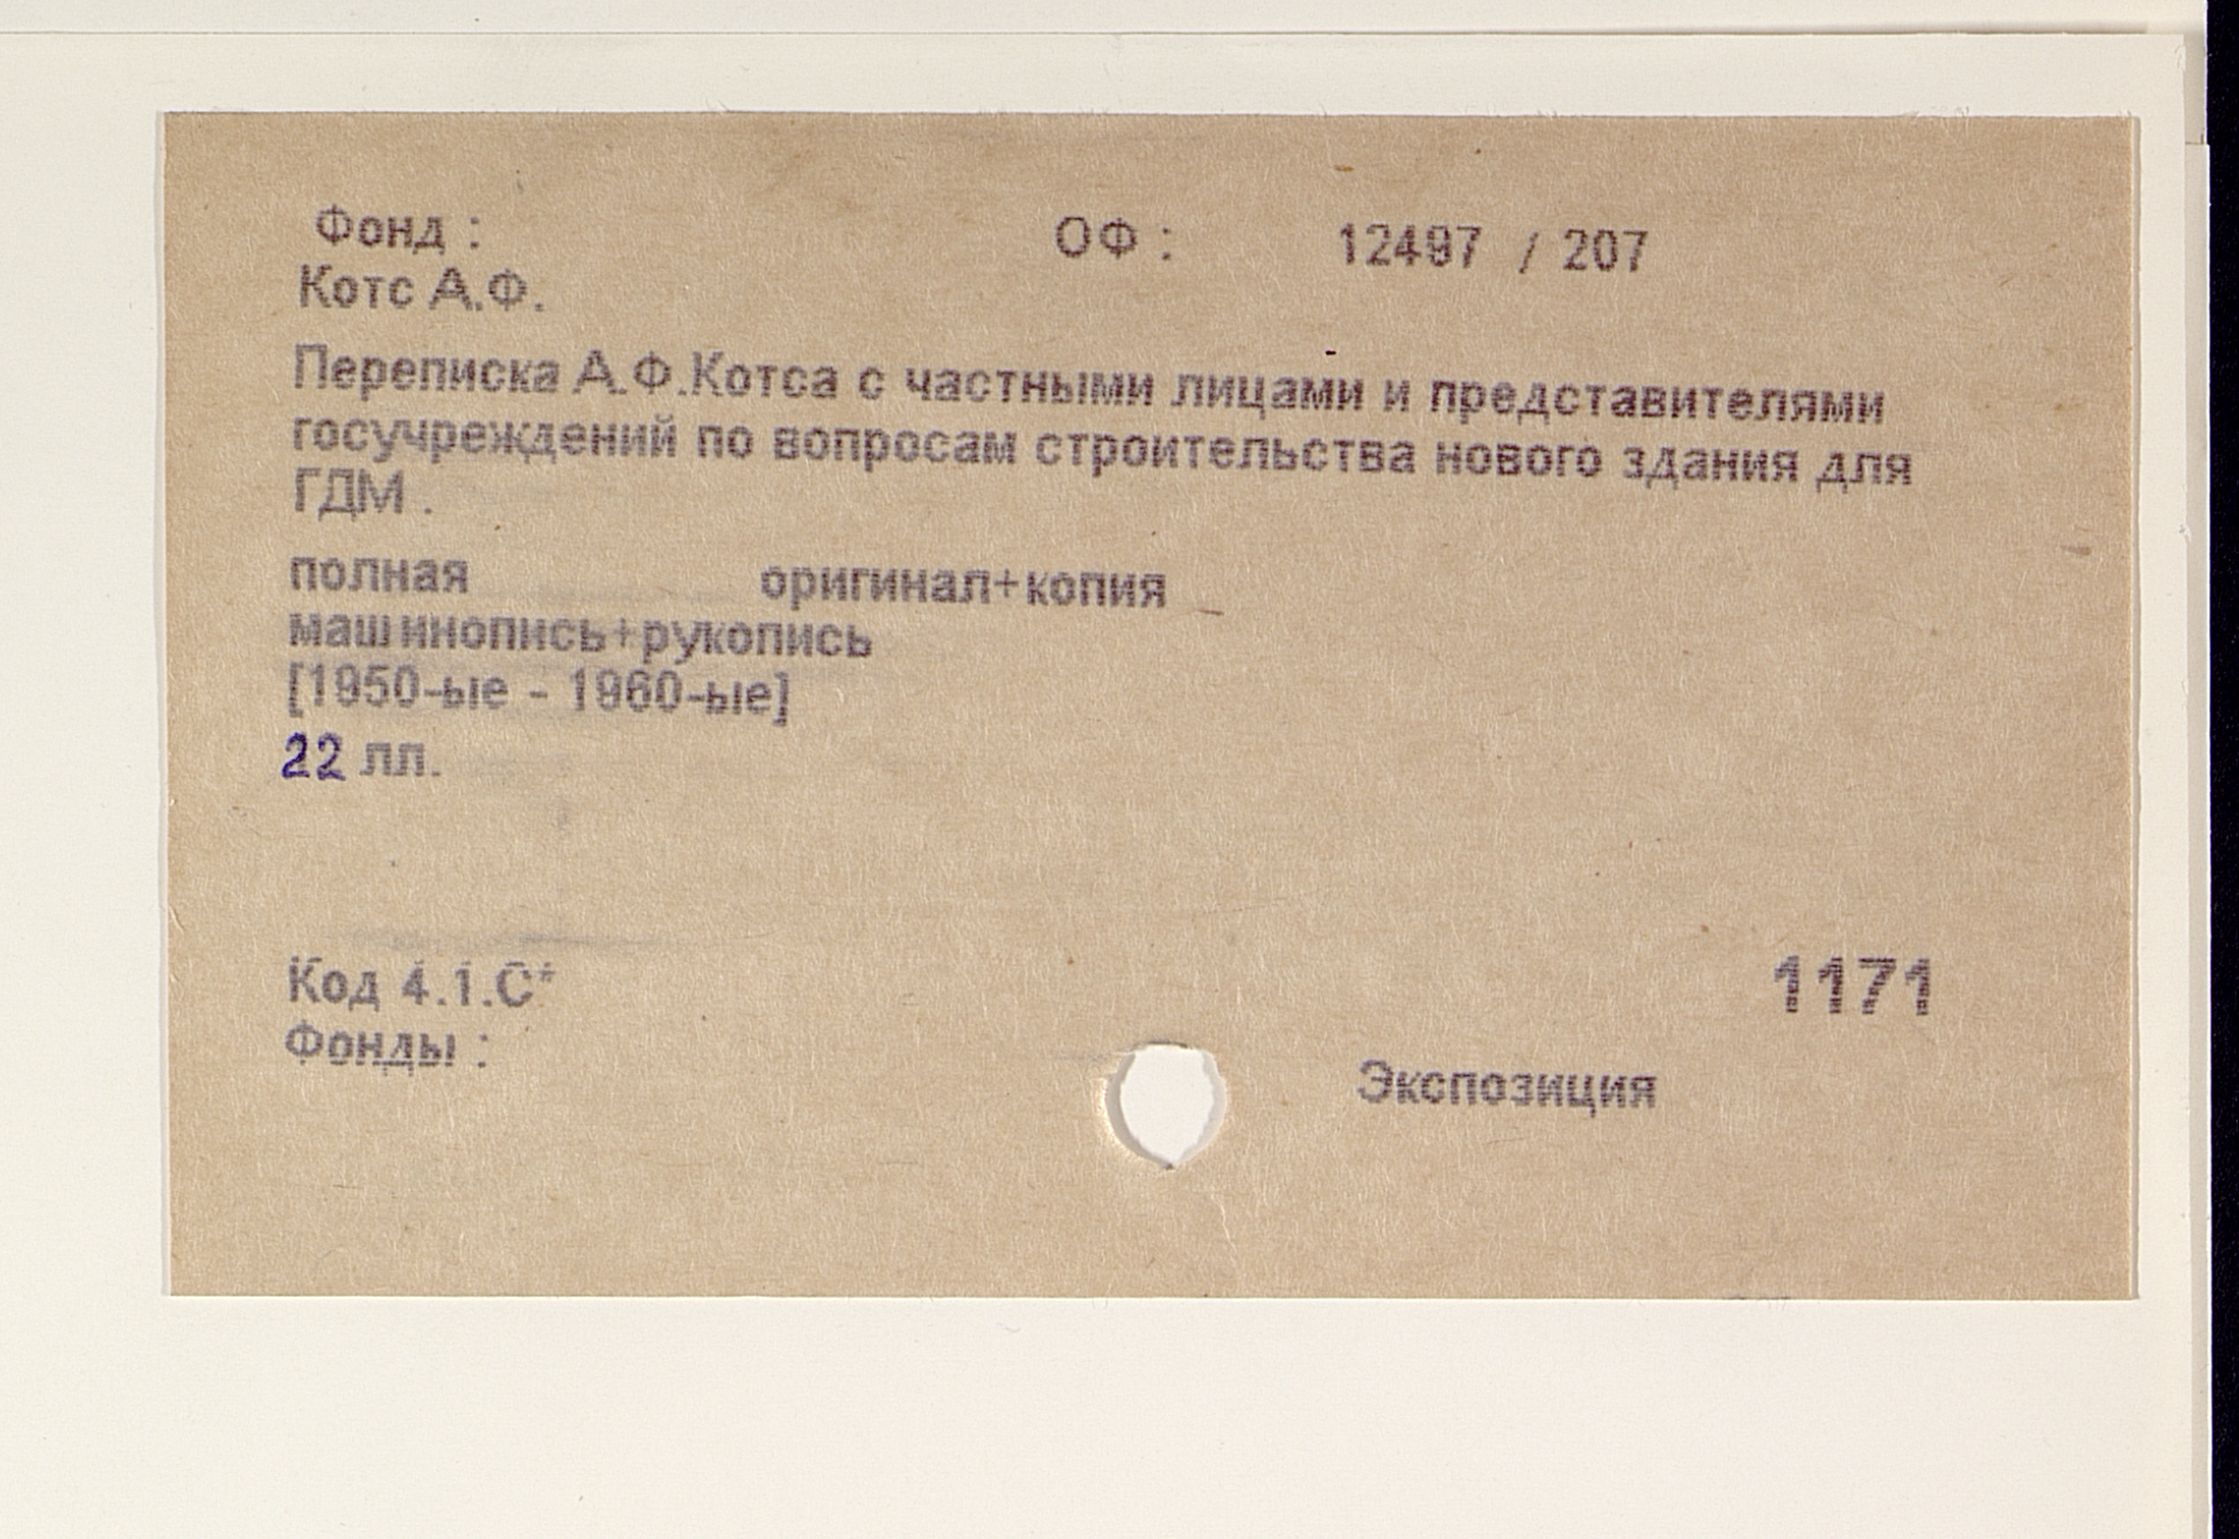 Фонд : ОФ : 12497 / 207
Котс А.Ф.
Переписка А.Ф.Котса с частными лицами и представителями
госучреждений по вопросам строительства нового здания для
ГДМ .
полная оригинал+копия
машинопись+рукопись
[1950-ые - 1960-ые]
22 лл.
Код 4.1.С*
1171
Фонды :
Экспозиция